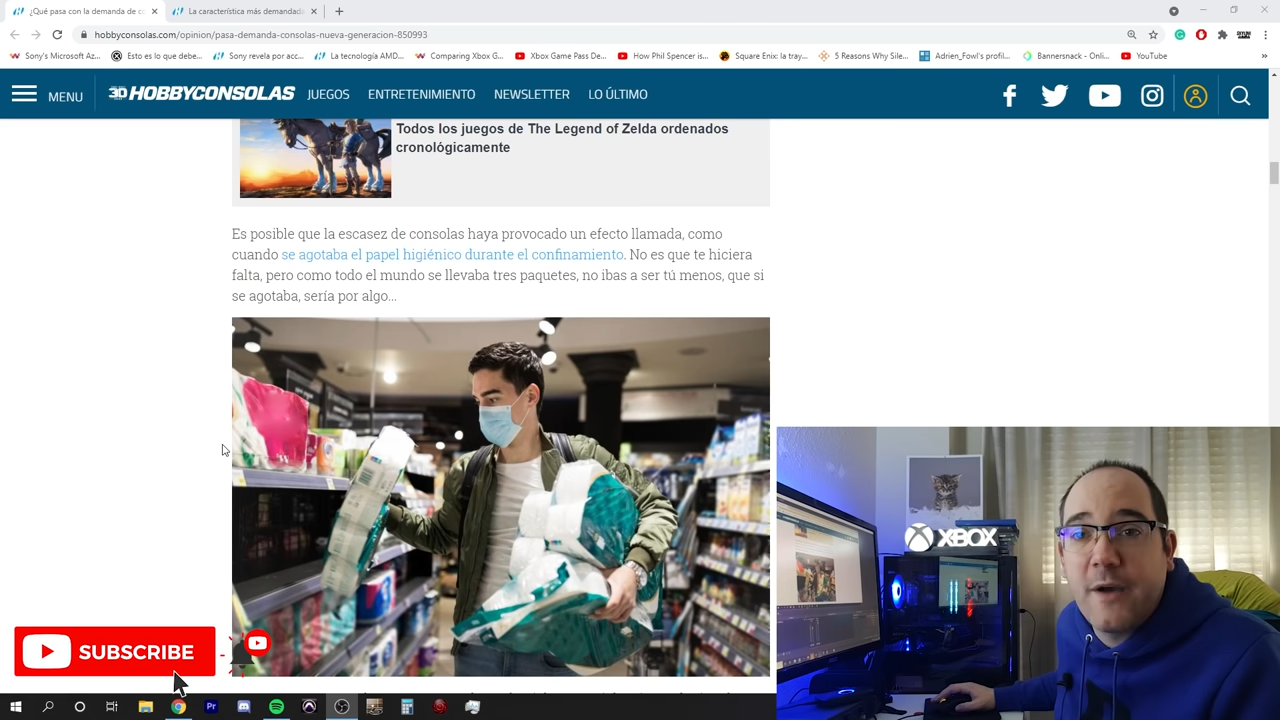 ¿Qué pasa con la demanda de c
La característica más demandada
hobbyconsolas.com/opinion/pasa-demanda-consolas-nueva-generacion-850993
Sony's Microsoft Az...
Esto es lo que debe...
Sony revela por acc...
La tecnología AMD...
Comparing Xbox G...
Xbox Game Pass De...
How Phil Spencer is...
Square Enix: la tray...
5 Reasons Why Sile...
Adrien_Fowl's profil...
Bannersnack - Onli...
YouTube
MENU
HOBBYCONSOLAS
JUEGOS
ENTRETENIMIENTO
NEWSLETTER
LO ÚLTIMO
Todos los juegos de The Legend of Zelda ordenados
cronológicamente
Es posible que la escasez de consolas haya provocado un efecto llamada, como
cuando se agotaba el papel higiénico durante el confinamiento. No es que te hiciera
falta, pero como todo el mundo se llevaba tres paquetes, no ibas a ser tú menos, que si
se agotaba, sería por algo...
XBOX
SUBSCRIBE